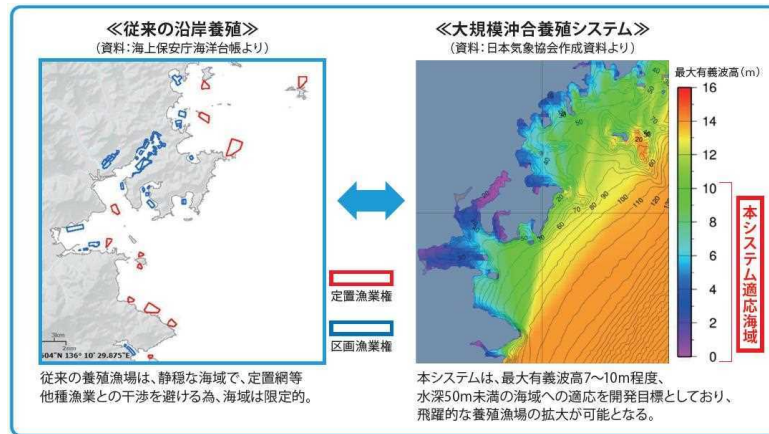 ≪従来の沿岸養殖≫
(資料:海上保安庁海洋台帳より)
定置漁業権
区画漁業権
従来の養殖漁場は、静穏な海域で、定置網等
他種漁業との干渉を避ける為、海域は限定的。
≪大規模沖合養殖システム≫
(資料:日本気象協会作成資料より)
最大有義波高(m)
16
14
12
10
8
6
4
2
0
本システム適応海域
本システムは、最大有義波高7~10m程度、
水深50m未満の海域への適応を開発目標としており、
飛躍的な養殖漁場の拡大が可能となる。